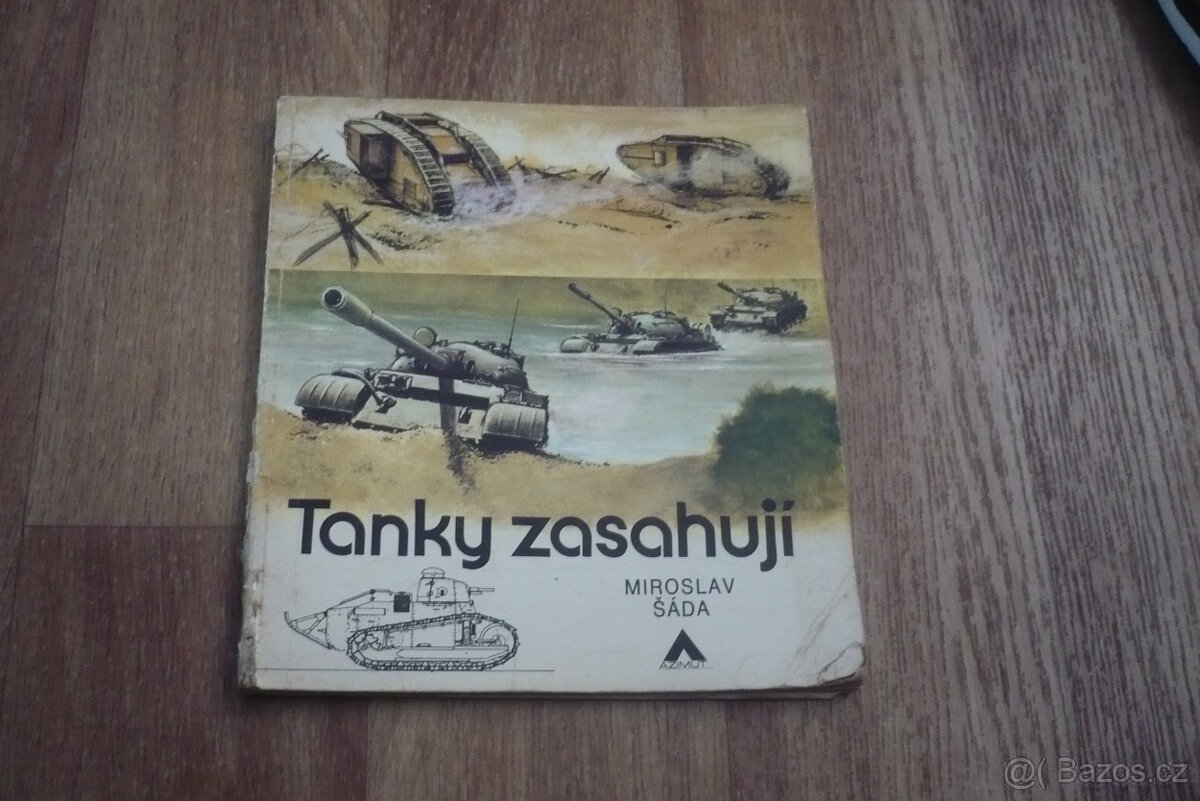 Tanky zasahují
MIROSLAV
ŠÁDA
AZIMUT
@( Bazos.cz